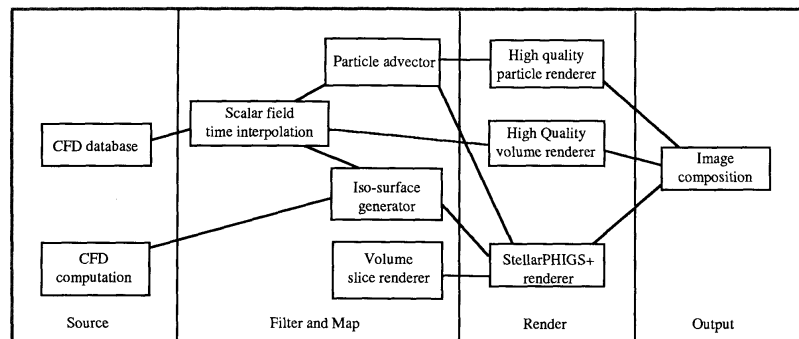 Particle advector
High quality
particle renderer
Scalar field
time interpolation
CFD database
High Quality
volume renderer
Image
composition
Iso-surface
generator
CFD
computation
Volume
slice renderer
StellarPHIGS+
renderer
Source
Filter and Map
Render
Output